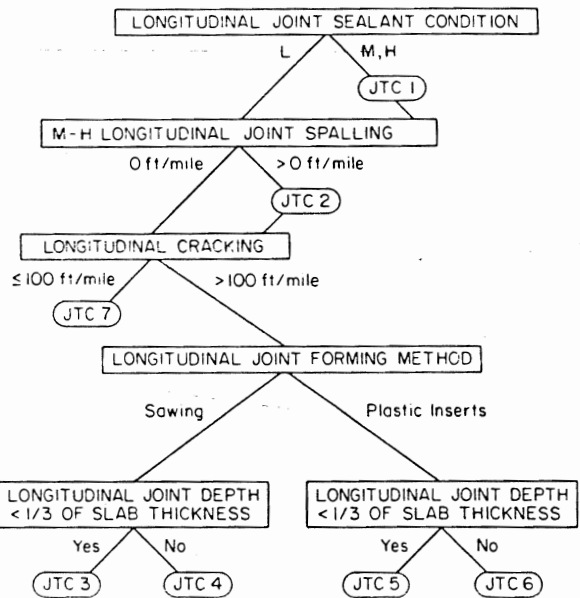 LONGITUDINAL JOINT SEALANT CONDITION
L
M,H
JTC 1
M-H LONGITUDINAL JOINT SPALLING
0 ft/mile
>0 ft/mile
JTC 2
LONGITUDINAL CRACKING
≤100 ft/mile
>100 ft/mile
JTC 7
LONGITUDINAL JOINT FORMING METHOD
Sawing
Plastic Inserts
LONGITUDINAL JOINT DEPTH
<1/3 OF SLAB THICKNESS
LONGITUDINAL JOINT DEPTH
<1/3 OF SLAB THICKNESS
Yes
No
Yes
No
JTC 3
JTC 4
JTC 5
JTC 6